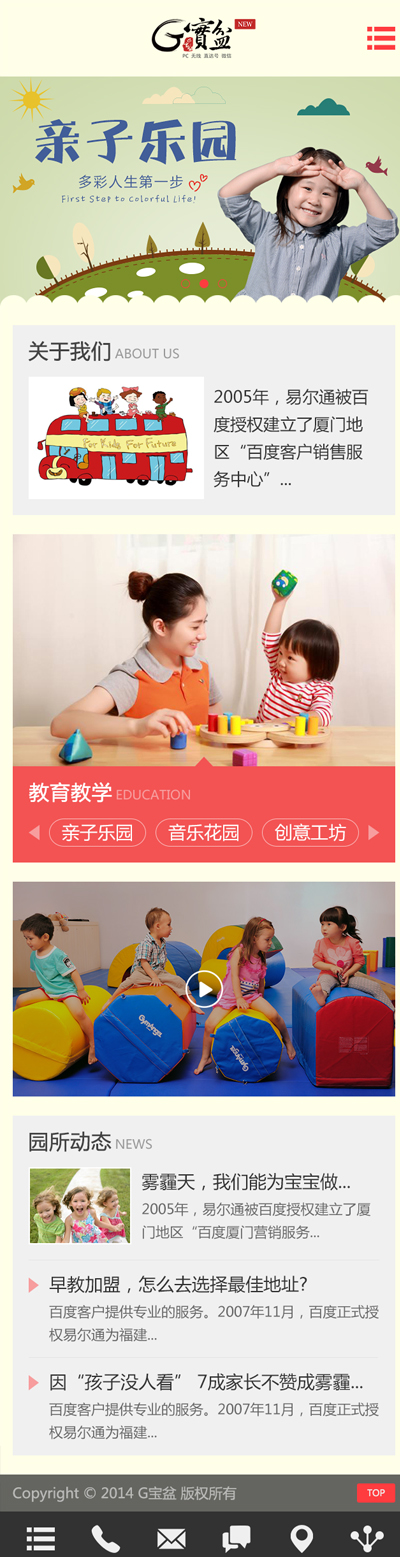 G寶盆 NEW
PC 无线 直达号 微信
亲子乐园
多彩人生第一步
First Step to Colorful Life!
关于我们 ABOUT US
For Kids For Future
2005年，易尔通被百
度授权建立了厦门地
区“百度客户销售服
务中心”...
教育教学 EDUCATION
亲子乐园 音乐花园 创意工坊
园所动态 NEWS
雾霾天，我们能为宝宝做...
2005年，易尔通被百度授权建立了厦
门地区“百度厦门营销服务...
早教加盟，怎么去选择最佳地址?
百度客户提供专业的服务。2007年11月，百度正式授
权易尔通为福建...
因“孩子没人看” 7成家长不赞成雾霾...
百度客户提供专业的服务。2007年11月，百度正式授
权易尔通为福建...
Copyright © 2014 G宝盆 版权所有
TOP